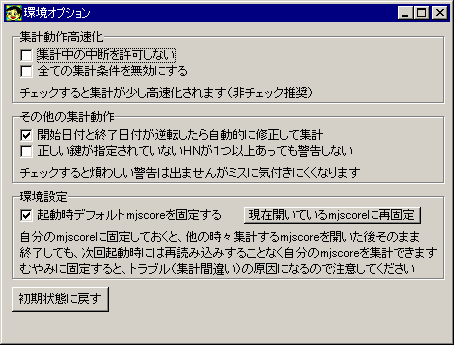 環境オプション
集計動作高速化
集計中の中断を許可しない
全ての集計条件を無効にする
チェックすると集計が少し高速化されます（非チェック推奨）
その他の集計動作
開始日付と終了日付が逆転したら自動的に修正して集計
正しい鍵が指定されていないHNが１つ以上あっても警告しない
チェックすると煩わしい警告は出ませんがミスに気付きにくくなります
環境設定
起動時デフォルトmjscoreを固定する 現在開いているmjscoreに再固定
自分のmjscoreに固定しておくと、他の時々集計するmjscoreを開いた後そのまま
終了しても、次回起動時には再読み込みすることなく自分のmjscoreを集計できます
むやみに固定すると、トラブル（集計間違い）の原因になるので注意してください
初期状態に戻す